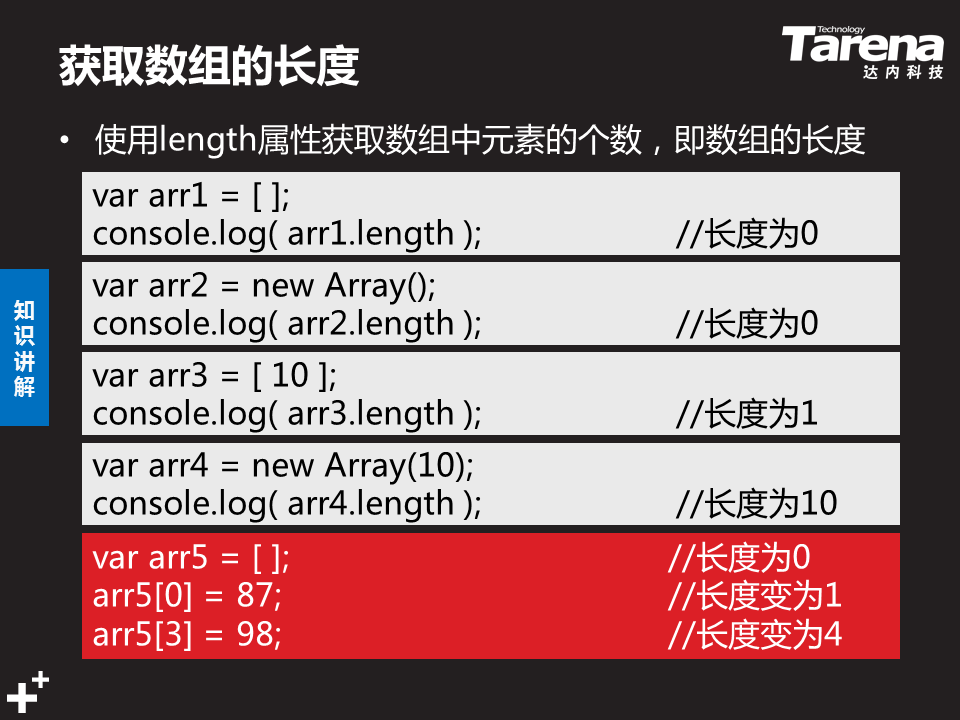 获取数组的长度
Technology
Tarena
达内科技
• 使用length属性获取数组中元素的个数，即数组的长度
var arr1 = [ ];
console.log( arr1.length ); //长度为0
var arr2 = new Array();
console.log( arr2.length ); //长度为0
var arr3 = [ 10 ];
console.log( arr3.length ); //长度为1
var arr4 = new Array(10);
console.log( arr4.length ); //长度为10
var arr5 = [ ]; //长度为0
arr5[0] = 87; //长度变为1
arr5[3] = 98; //长度变为4
知识讲解